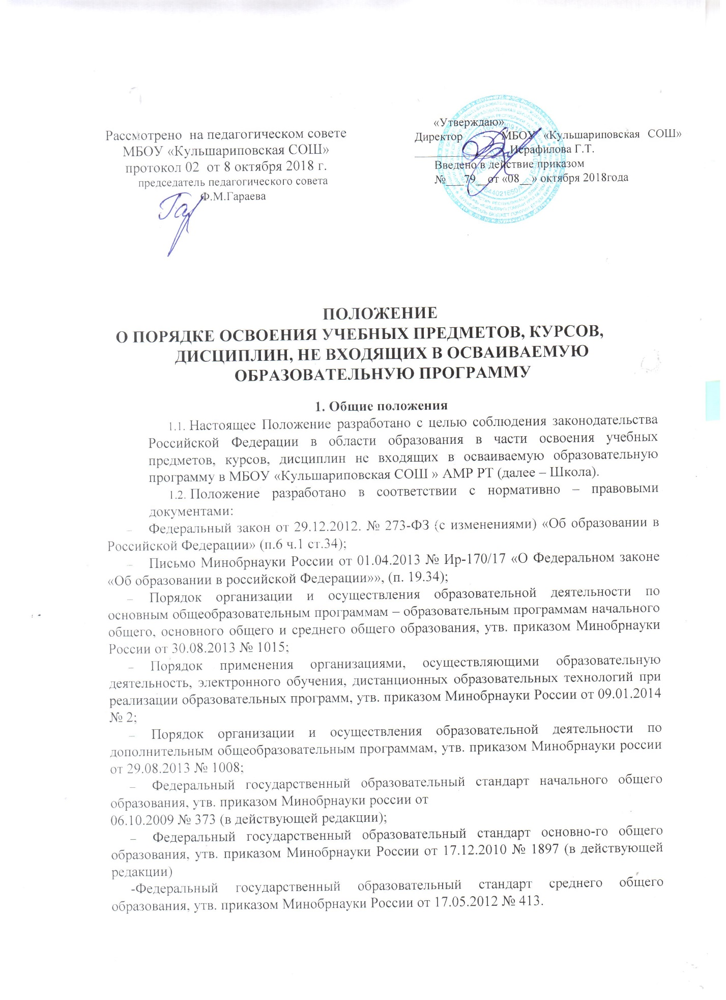 Рассмотрено на педагогическом совете
МБОУ «Кульшариповская СОШ»
протокол 02 от 8 октября 2018 г.
председатель педагогического совета
Ф.М.Гараева
«Утверждаю»
Директор МБОУ «Кульшариповская СОШ»
Исрафилова Г.Т.
Введено в действие приказом
№___79__от «08__» октября 2018года
ПОЛОЖЕНИЕ
О ПОРЯДКЕ ОСВОЕНИЯ УЧЕБНЫХ ПРЕДМЕТОВ, КУРСОВ,
ДИСЦИПЛИН, НЕ ВХОДЯЩИХ В ОСВАИВАЕМУЮ
ОБРАЗОВАТЕЛЬНУЮ ПРОГРАММУ
1. Общие положения
1.1. Настоящее Положение разработано с целью соблюдения законодательства
Российской Федерации в области образования в части освоения учебных
предметов, курсов, дисциплин не входящих в осваиваемую образовательную
программу в МБОУ «Кульшариповская СОШ » АМР РТ (далее – Школа).
1.2. Положение разработано в соответствии с нормативно – правовыми
документами:
– Федеральный закон от 29.12.2012. № 273-ФЗ (с изменениями) «Об образовании в
Российской Федерации» (п.6 ч.1 ст.34);
– Письмо Минобрнауки России от 01.04.2013 № Ир-170/17 «О Федеральном законе
«Об образовании в российской Федерации»», (п. 19.34);
– Порядок организации и осуществления образовательной деятельности по
основным общеобразовательным программам – образовательным программам начального
общего, основного общего и среднего общего образования, утв. приказом Минобрнауки
России от 30.08.2013 № 1015;
– Порядок применения организациями, осуществляющими образовательную
деятельность, электронного обучения, дистанционных образовательных технологий при
реализации образовательных программ, утв. приказом Минобрнауки России от 09.01.2014
№ 2;
– Порядок организации и осуществления образовательной деятельности по
дополнительным общеобразовательным программам, утв. приказом Минобрнауки россии
от 29.08.2013 № 1008;
– Федеральный государственный образовательный стандарт начального общего
образования, утв. приказом Минобрнауки россии от
06.10.2009 № 373 (в действующей редакции);
– Федеральный государственный образовательный стандарт основно-го общего
образования, утв. приказом Минобрнауки России от 17.12.2010 № 1897 (в действующей
редакции)
-Федеральный государственный образовательный стандарт среднего общего
образования, утв. приказом Минобрнауки России от 17.05.2012 № 413.